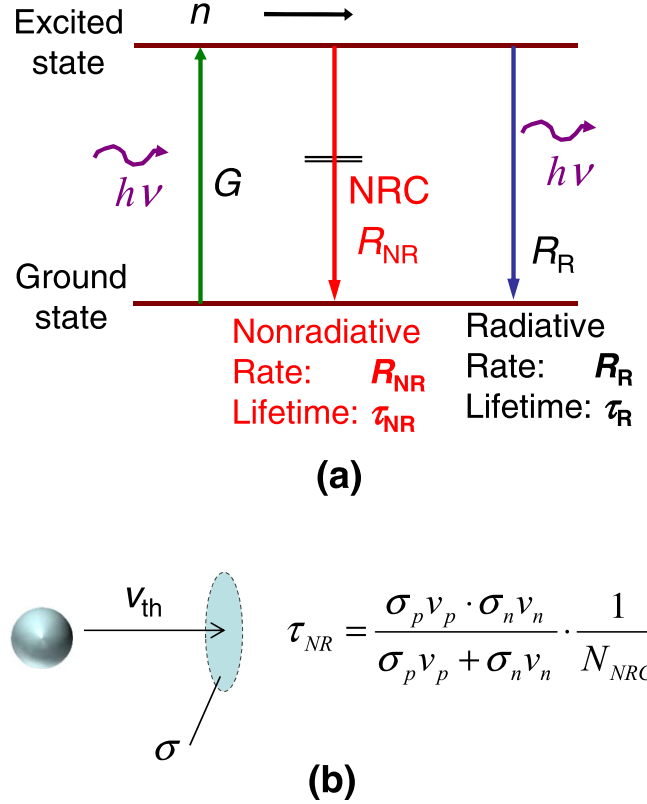 n
Excited
state
hν
G
NRC
R_NR
hν
R_R
Ground
state
Nonradiative
Rate: R_NR
Lifetime: τ_NR
Radiative
Rate: R_R
Lifetime: τ_R
(a)
v_th
σ
τ_NR = (σ_p v_p · σ_n v_n) / (σ_p v_p + σ_n v_n) · 1 / N_NRC
(b)